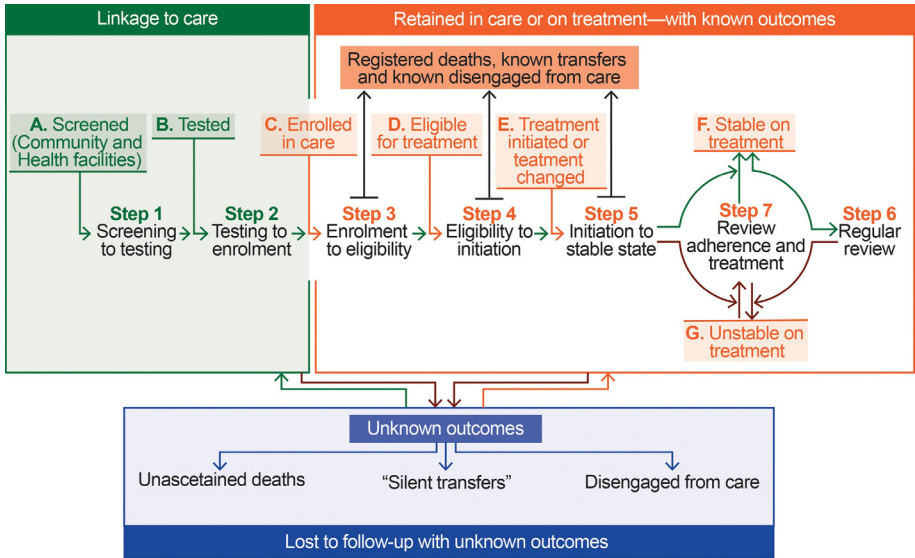 Linkage to care
Retained in care or on treatment—with known outcomes
Registered deaths, known transfers
and known disengaged from care
A. Screened
(Community and
Health facilities)
B. Tested
C. Enrolled
in care
D. Eligible
for treatment
E. Treatment
initiated or
teatment
changed
F. Stable on
treatment
Step 1
Screening
to testing
Step 2
Testing to
enrolment
Step 3
Enrolment
to eligibility
Step 4
Eligibility to
initiation
Step 5
Initiation to
stable state
Step 7
Review
adherence and
treatment
Step 6
Regular
review
G. Unstable on
treatment
Unknown outcomes
Unascetained deaths
“Silent transfers”
Disengaged from care
Lost to follow-up with unknown outcomes